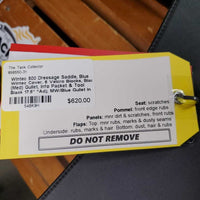 The Tack Collector
Wintec 500 Dressage Saddle, Blue
Wintec Cover, 6 Velcro Blocks, Blac
(Med) Gullet, Info Packet & Tool
$620.00
Seat: scratches
Pommel: front edge rubs
Panels: mnr dirt & scratches, front rubs
Flaps: Top: mnr rubs, marks & dusty seams
Underside: rubs, marks & hair Bottom: dust, hair & rubs
DO NOT REMOVE